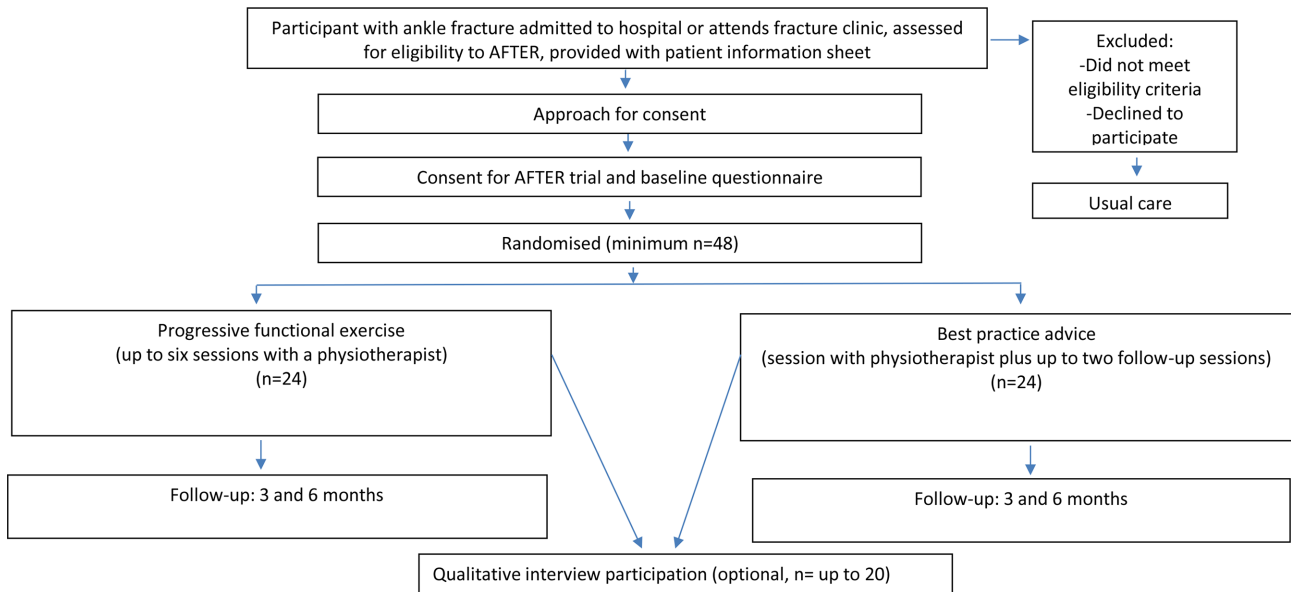 Participant with ankle fracture admitted to hospital or attends fracture clinic, assessed
for eligibility to AFTER, provided with patient information sheet
Excluded:
-Did not meet
eligibility criteria
-Declined to
participate
Approach for consent
Consent for AFTER trial and baseline questionnaire
Usual care
Randomised (minimum n=48)
Progressive functional exercise
(up to six sessions with a physiotherapist)
(n=24)
Best practice advice
(session with physiotherapist plus up to two follow-up sessions)
(n=24)
Follow-up: 3 and 6 months
Follow-up: 3 and 6 months
Qualitative interview participation (optional, n= up to 20)